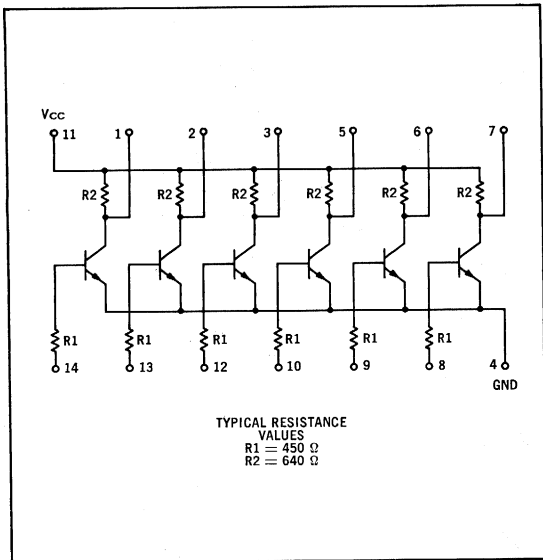 Vcc
11 1 2 3 5 6 7
R2 R2 R2 R2 R2 R2
R1 R1 R1 R1 R1 R1
14 13 12 10 9 8 4
GND
TYPICAL RESISTANCE
VALUES
R1 = 450 Ω
R2 = 640 Ω